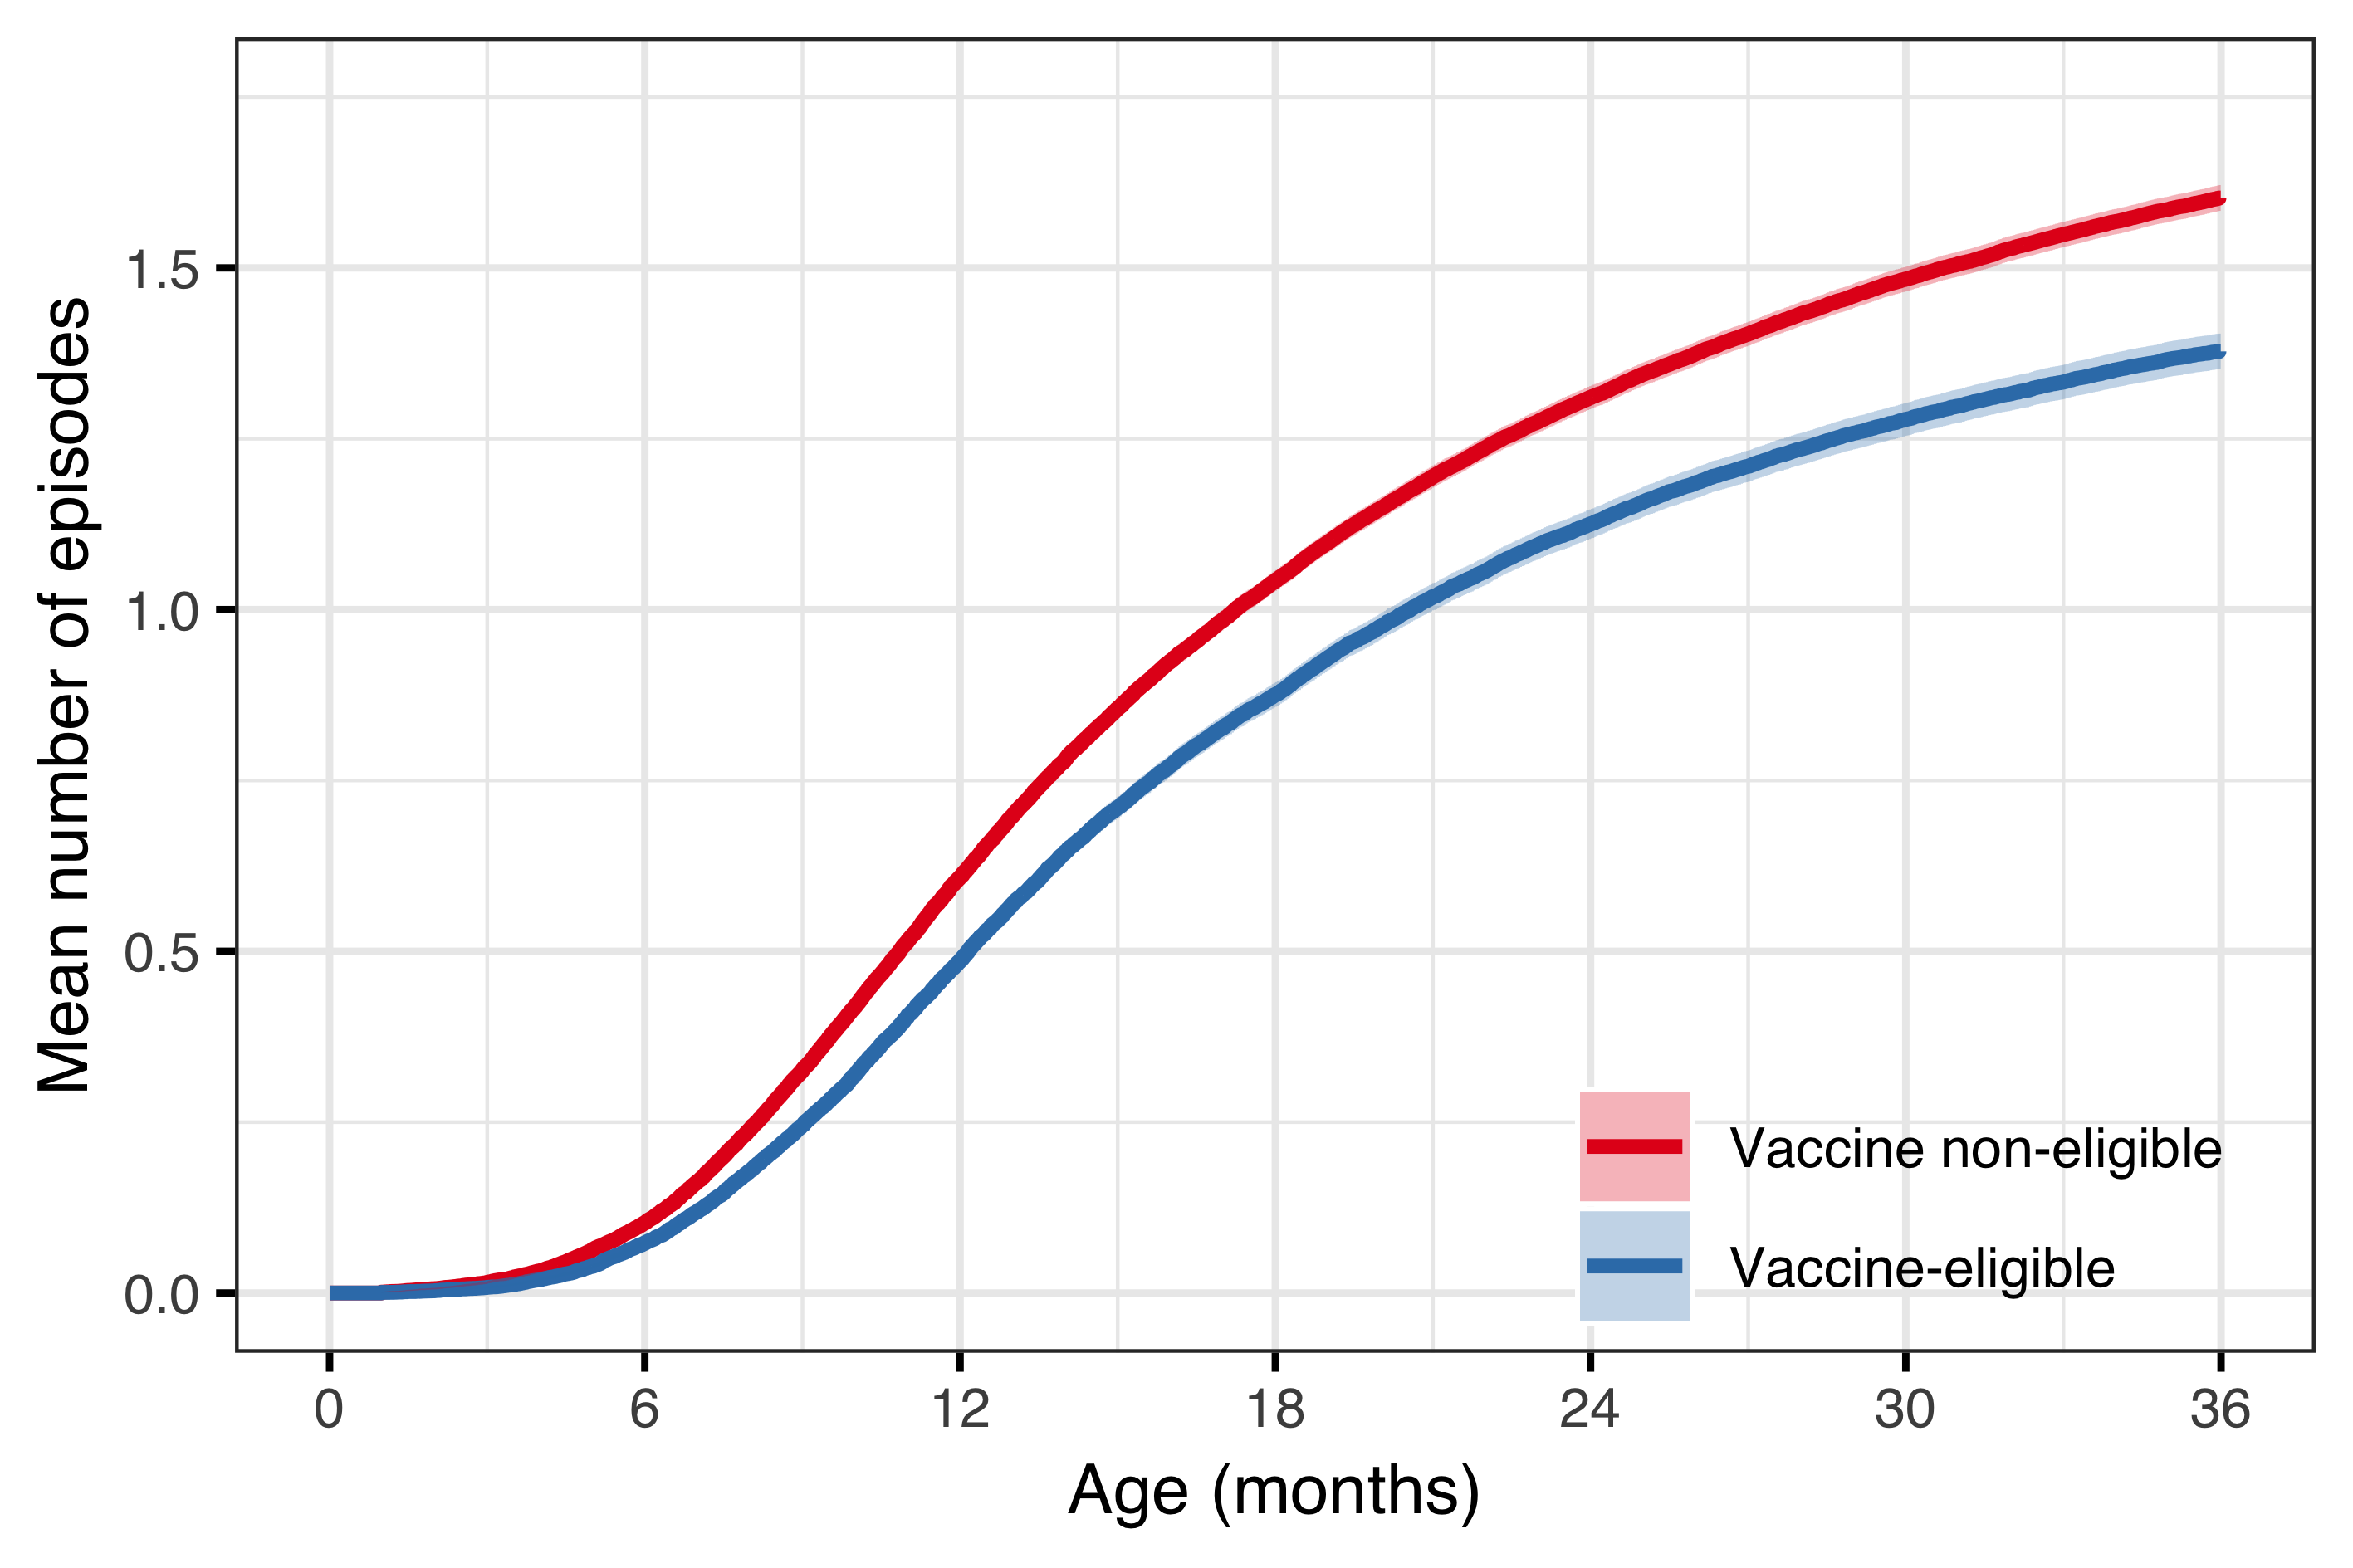 Mean number of episodes
1.5
1.0
0.5
0.0
0 6 12 18 24 30 36
Age (months)
Vaccine non-eligible
Vaccine-eligible